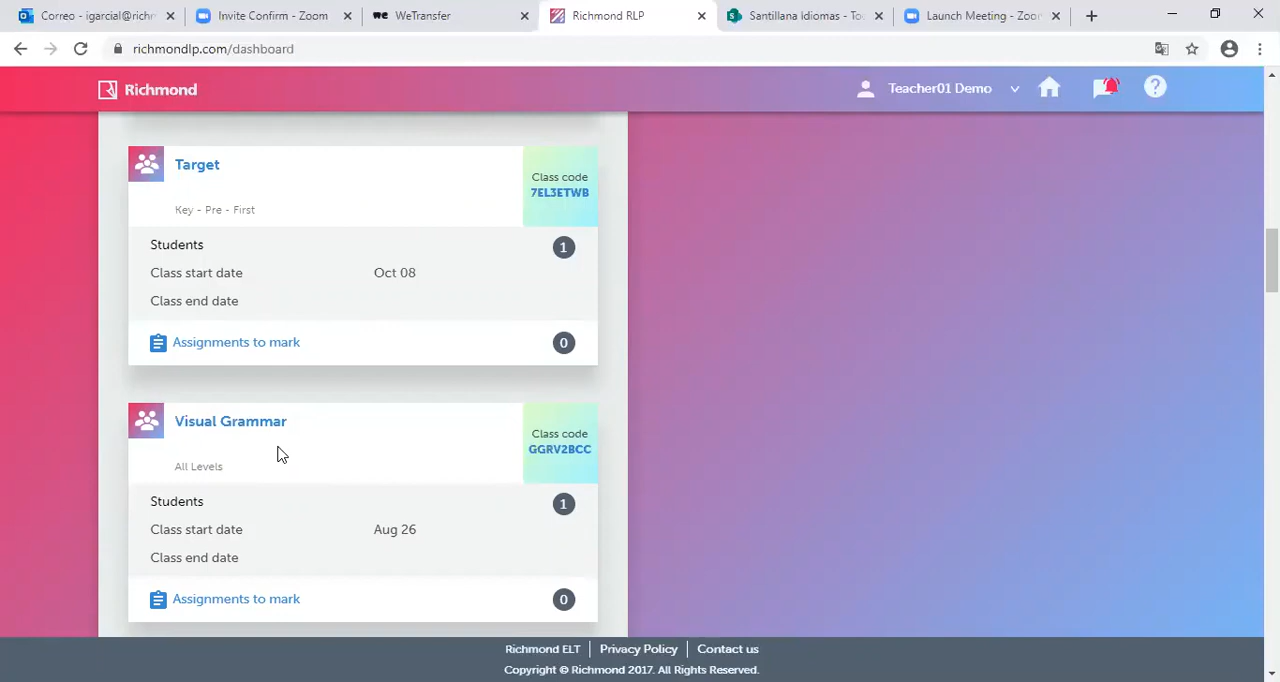 Correo - igarcial@richm
Invite Confirm - Zoom
WeTransfer
Richmond RLP
Santillana Idiomas - Tou
Launch Meeting - Zoom
richmondlp.com/dashboard
Richmond
Teacher01 Demo
Target
Class code
7EL3ETWB
Key - Pre - First
Students
1
Class start date
Oct 08
Class end date
Assignments to mark
0
Visual Grammar
Class code
GGRV2BCC
All Levels
Students
1
Class start date
Aug 26
Class end date
Assignments to mark
0
Richmond ELT
Privacy Policy
Contact us
Copyright © Richmond 2017. All Rights Reserved.